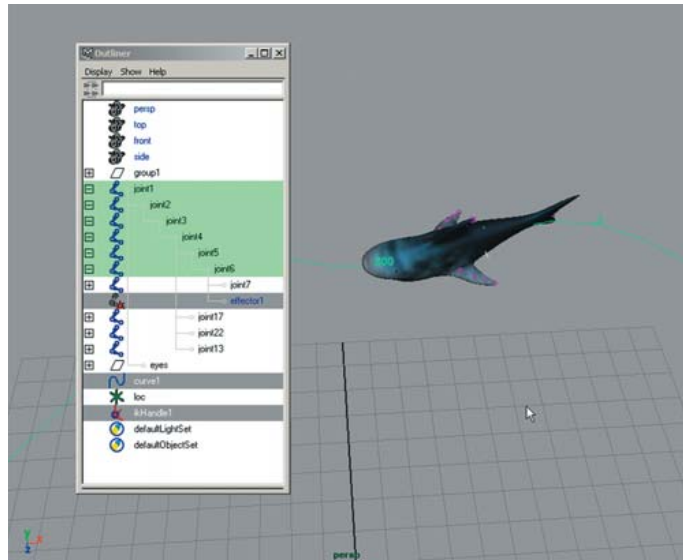 Outliner
Display Show Help
persp
top
front
side
group1
joint1
joint2
joint3
joint4
joint5
joint6
joint7
effector1
joint17
joint22
joint13
eyes
curve1
loc
ikHandle1
defaultLightSet
defaultObjectSet
200
y
x
z
persp